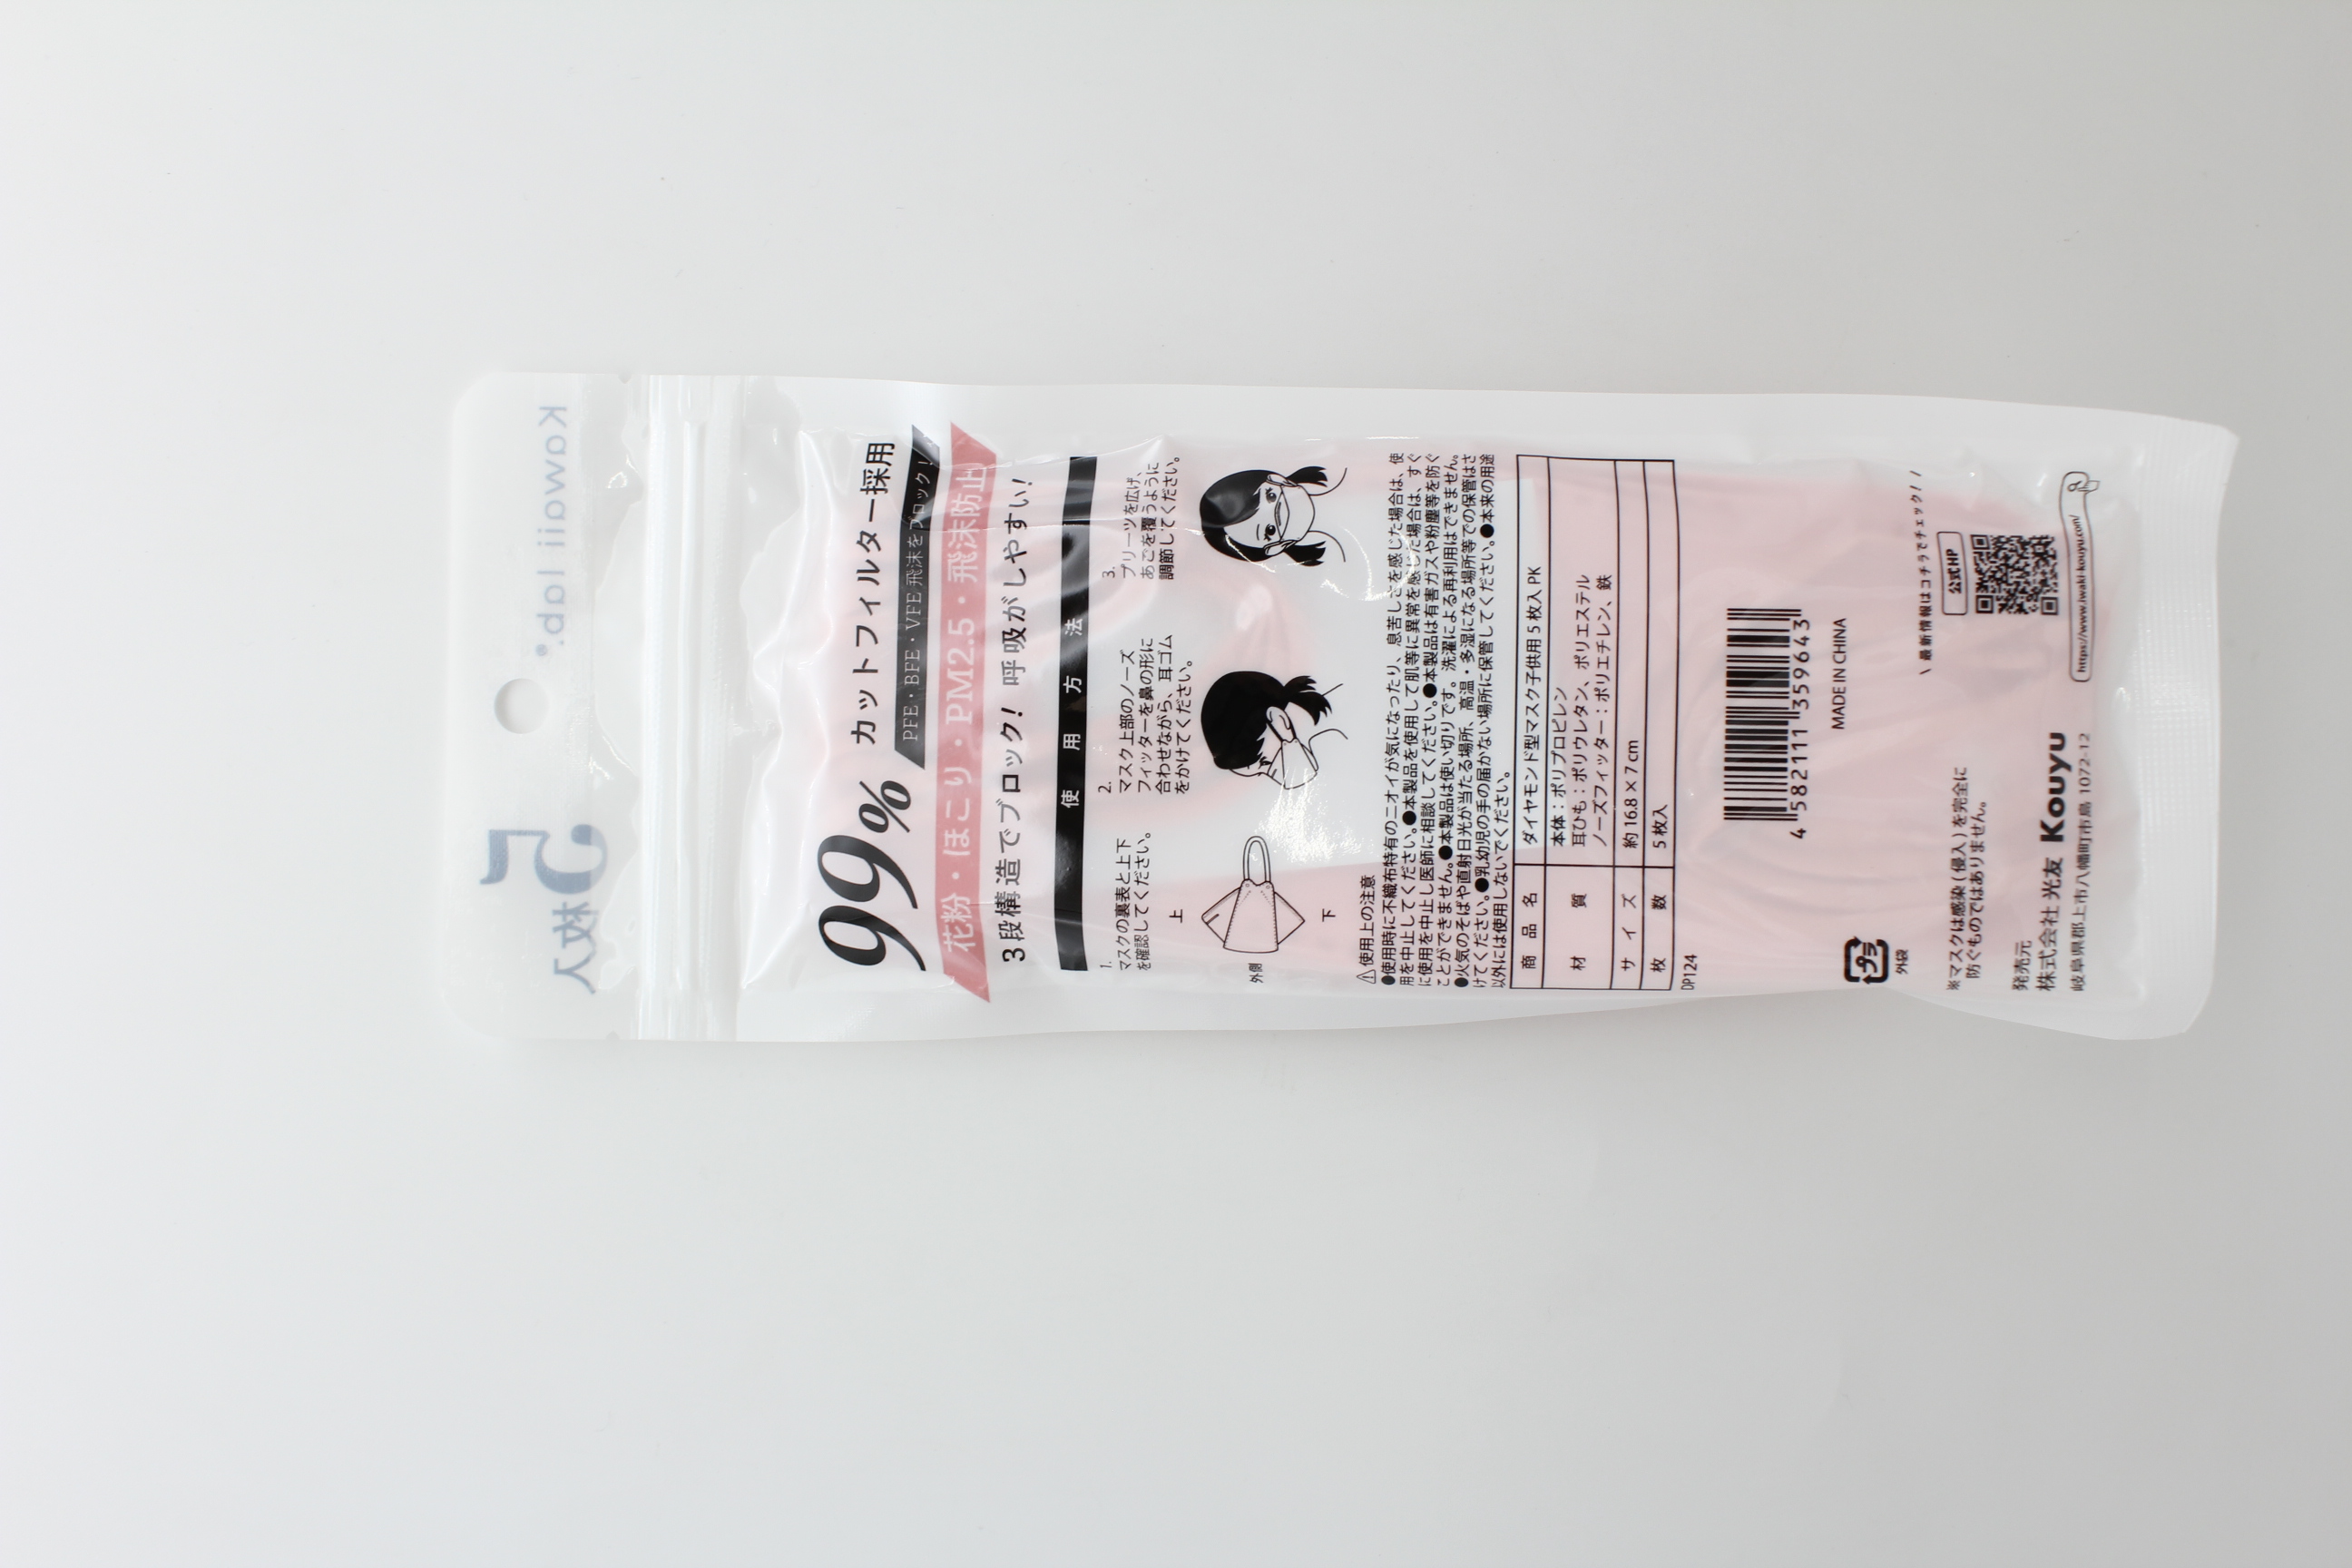 Kawaii labi.
5
枚入
99% カットフィルター採用
PFE・BFE・VFE 飛沫をブロック!
花粉・ほこり・PM2.5・飛沫防止
3段構造でブロック! 呼吸がしやすい!
使用方法
1.
マスクの裏表と上下
を確認してください。
上
外側
下
2.
マスク上部のノーズ
フィッターを鼻の形に
合わせながら、耳ゴム
をかけてください。
3.
プリーツを広げ、
あごを覆うように
調節してください。
⚠使用上の注意
●使用時に不織布特有のニオイが気になったり、息苦しさを感じた場合は、使
用を中止してください。●本製品を使用して肌等に異常を感じた場合は、すぐ
に使用を中止し医師に相談してください。●本製品は有害ガスや粉塵等を防ぐ
ことができません。●本製品は使い切りです。洗濯による再利用はできません。
●火気のそばや直射日光が当たる場所、高温・多湿になる場所等での保管はさ
けてください。●乳幼児の手の届かない場所に保管してください。●本来の用途
以外には使用しないでください。
商品名 ダイヤモンド型マスク子供用5枚入PK
材質 本体:ポリプロピレン
耳ひも:ポリウレタン、ポリエステル
ノーズフィッター:ポリエチレン、鉄
サイズ 約16.8×7cm
枚数 5枚入
DP124
4 582111 359643
MADE IN CHINA
プラ
外袋
\ 最新情報はコチラでチェック! /
公式HP
https://www.iwaki-kouyu.com/
※マスクは感染(侵入)を完全に
防ぐものではありません。
発売元
株式会社 光友 Kouyu
岐阜県郡上市八幡町市島 1072-12